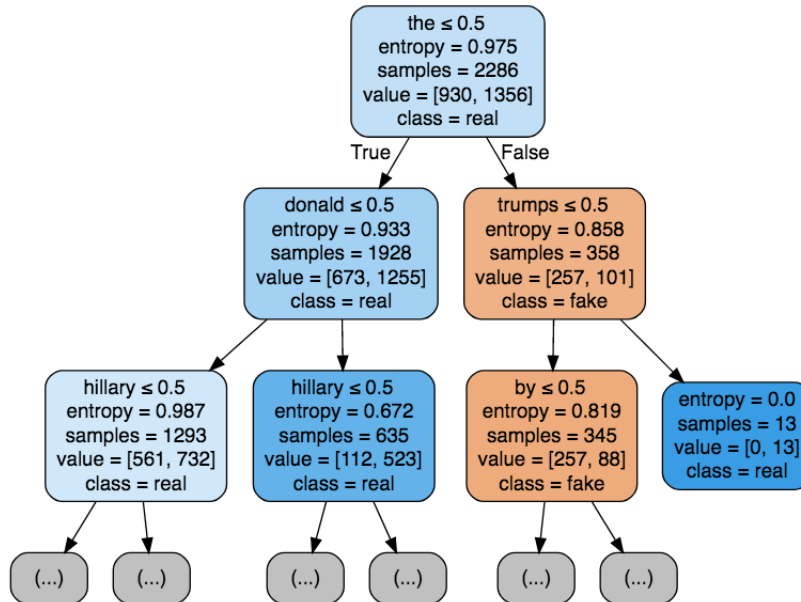 the ≤ 0.5
entropy = 0.975
samples = 2286
value = [930, 1356]
class = real
True
False
donald ≤ 0.5
entropy = 0.933
samples = 1928
value = [673, 1255]
class = real
trumps ≤ 0.5
entropy = 0.858
samples = 358
value = [257, 101]
class = fake
hillary ≤ 0.5
entropy = 0.987
samples = 1293
value = [561, 732]
class = real
hillary ≤ 0.5
entropy = 0.672
samples = 635
value = [112, 523]
class = real
by ≤ 0.5
entropy = 0.819
samples = 345
value = [257, 88]
class = fake
entropy = 0.0
samples = 13
value = [0, 13]
class = real
(...)
(...)
(...)
(...)
(...)
(...)